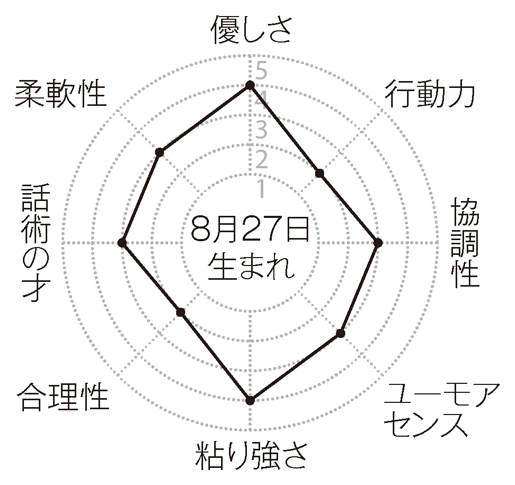 優しさ
行動力
協調性
ユーモア
センス
粘り強さ
合理性
話術の才
柔軟性
5
4
3
2
1
8月27日
生まれ